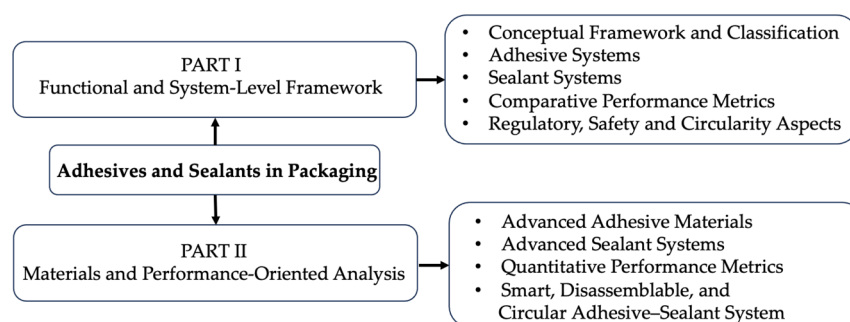 PART I
Functional and System-Level Framework
• Conceptual Framework and Classification
• Adhesive Systems
• Sealant Systems
• Comparative Performance Metrics
• Regulatory, Safety and Circularity Aspects
Adhesives and Sealants in Packaging
PART II
Materials and Performance-Oriented Analysis
• Advanced Adhesive Materials
• Advanced Sealant Systems
• Quantitative Performance Metrics
• Smart, Disassemblable, and
Circular Adhesive–Sealant System